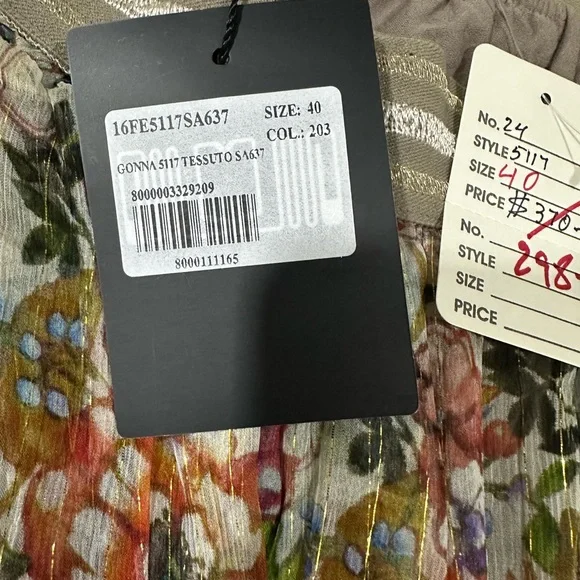 16FE5117SA637 SIZE: 40
COL.: 203
GONNA 5117 TESSUTO SA637
8000003329209
8000111165
No. 24
STYLE 5117
SIZE 40
PRICE $370-
No. 298-
STYLE
SIZE
PRICE